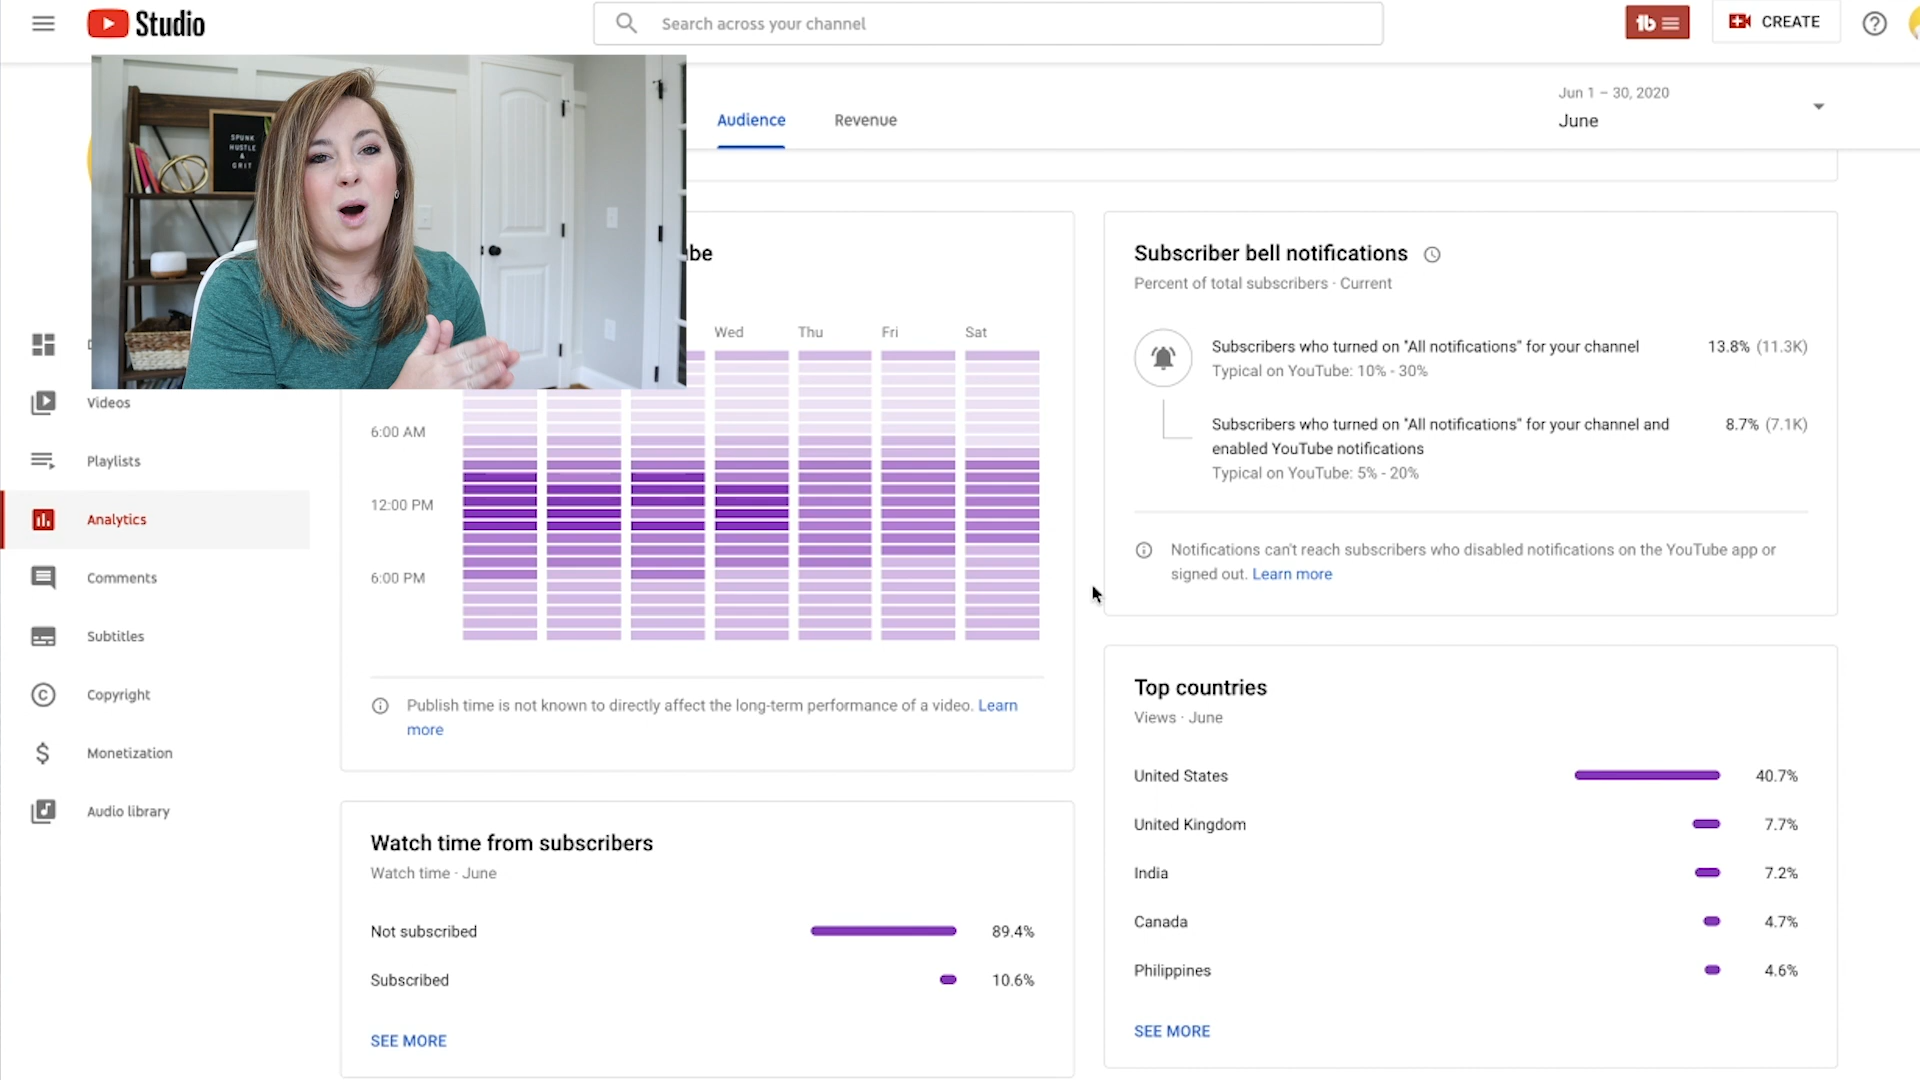 Studio
Search across your channel
tb
CREATE
Audience
Revenue
Jun 1 – 30, 2020
June
SPUNK
HUSTLE
&
GRIT
be
Wed
Thu
Fri
Sat
6:00 AM
12:00 PM
6:00 PM
Publish time is not known to directly affect the long-term performance of a video. Learn
more
Watch time from subscribers
Watch time · June
Not subscribed
89.4%
Subscribed
10.6%
SEE MORE
Subscriber bell notifications
Percent of total subscribers · Current
Subscribers who turned on "All notifications" for your channel
13.8% (11.3K)
Typical on YouTube: 10% - 30%
Subscribers who turned on "All notifications" for your channel and
8.7% (7.1K)
enabled YouTube notifications
Typical on YouTube: 5% - 20%
Notifications can't reach subscribers who disabled notifications on the YouTube app or
signed out. Learn more
Top countries
Views · June
United States
40.7%
United Kingdom
7.7%
India
7.2%
Canada
4.7%
Philippines
4.6%
SEE MORE
Videos
Playlists
Analytics
Comments
Subtitles
Copyright
Monetization
Audio library